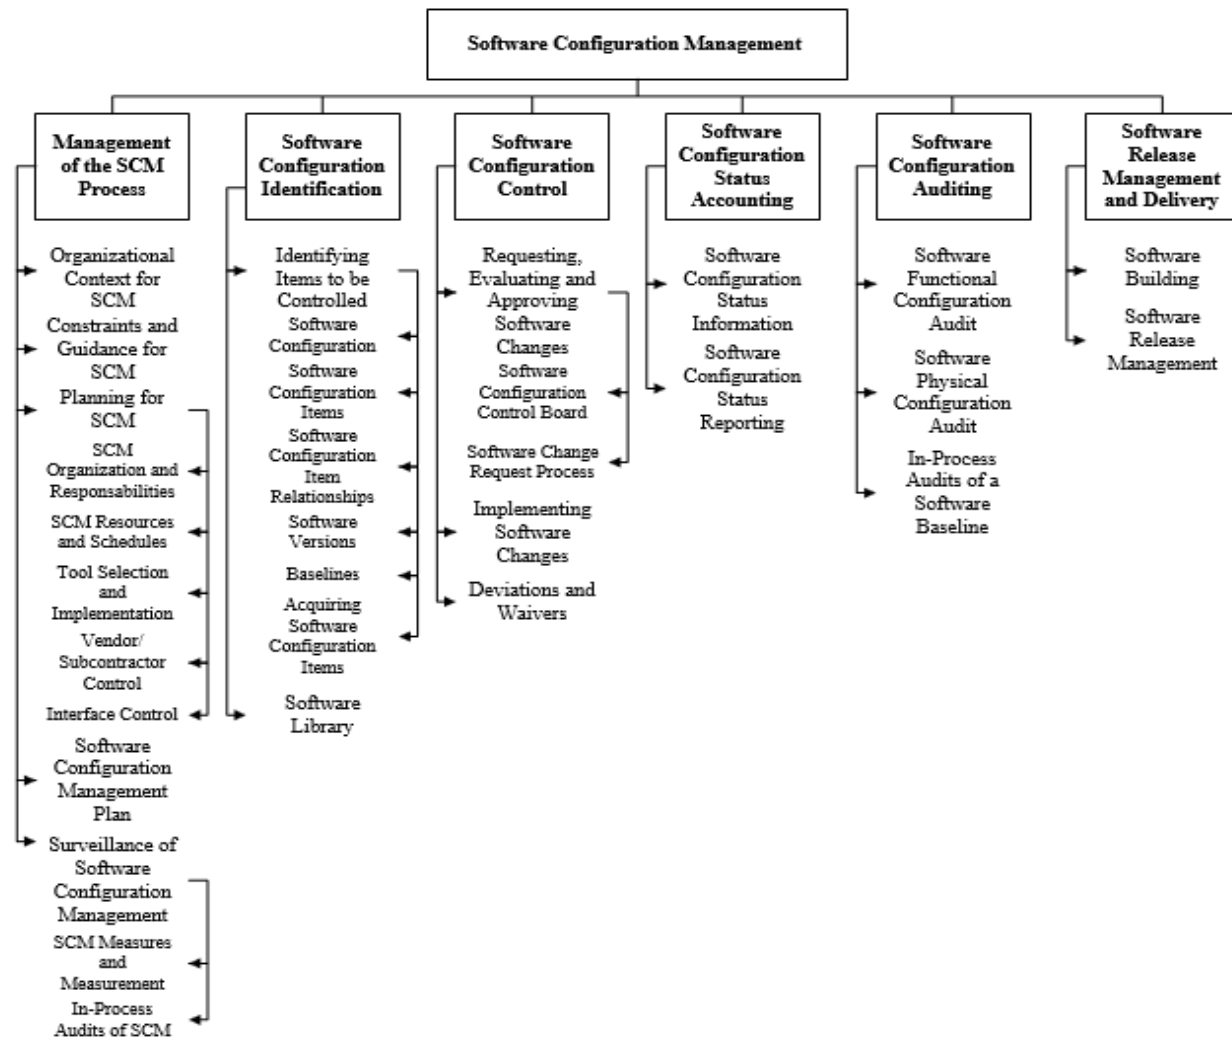 Software Configuration Management
Management
of the SCM
Process
Organizational
Context for
SCM
Constraints and
Guidance for
SCM
Planning for
SCM
SCM
Organization and
Responsabilities
SCM Resources
and Schedules
Tool Selection
and
Implementation
Vendor/
Subcontractor
Control
Interface Control
Software
Configuration
Management
Plan
Surveillance of
Software
Configuration
Management
SCM Measures
and
Measurement
In-Process
Audits of SCM
Software
Configuration
Identification
Identifying
Items to be
Controlled
Software
Configuration
Software
Configuration
Items
Software
Configuration
Item
Relationships
Software
Versions
Baselines
Acquiring
Software
Configuration
Items
Software
Library
Software
Configuration
Control
Requesting,
Evaluating and
Approving
Software
Changes
Software
Configuration
Control Board
Software Change
Request Process
Implementing
Software
Changes
Deviations and
Waivers
Software
Configuration
Status
Accounting
Software
Configuration
Status
Information
Software
Configuration
Status
Reporting
Software
Configuration
Auditing
Software
Functional
Configuration
Audit
Software
Physical
Configuration
Audit
In-Process
Audits of a
Software
Baseline
Software
Release
Management
and Delivery
Software
Building
Software
Release
Management